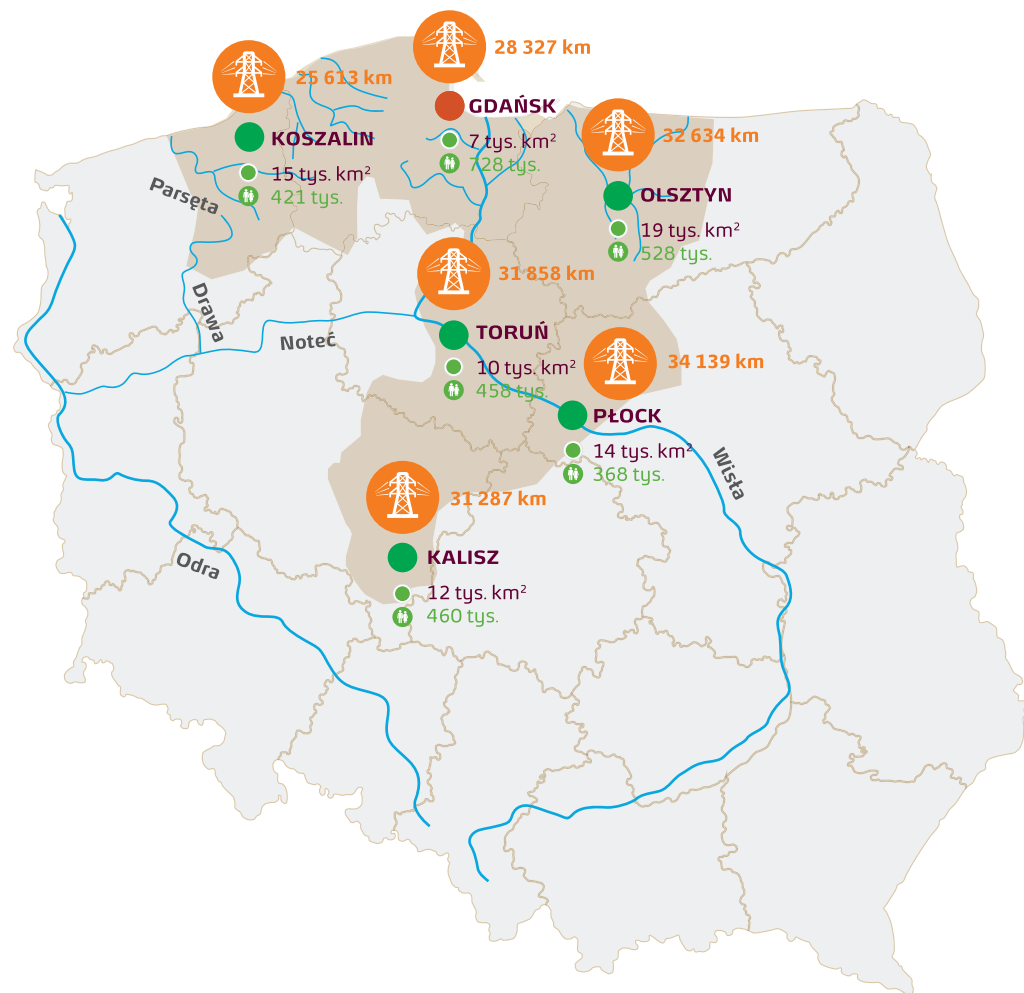 28 327 km
GDAŃSK
7 tys. km²
728 tys.
25 613 km
KOSZALIN
15 tys. km²
421 tys.
32 634 km
OLSZTYN
19 tys. km²
528 tys.
Parsęta
31 858 km
TORUŃ
10 tys. km²
458 tys.
Drawa
Noteć
34 139 km
PŁOCK
14 tys. km²
368 tys.
Wisła
31 287 km
KALISZ
12 tys. km²
460 tys.
Odra